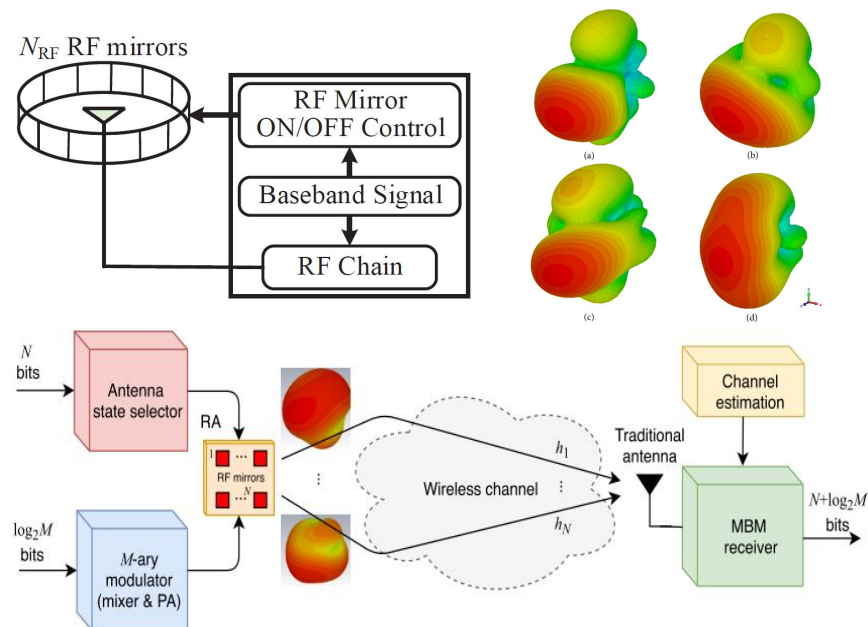 N_RF RF mirrors
RF Mirror
ON/OFF Control
Baseband Signal
RF Chain
(a)
(b)
(c)
(d)
N
bits
Antenna
state selector
RA
1
...
RF mirrors
...
N
log₂M
bits
M-ary
modulator
(mixer & PA)
⋮
h₁
Wireless channel
⋮
h_N
Traditional
antenna
Channel
estimation
MBM
receiver
N+log₂M
bits